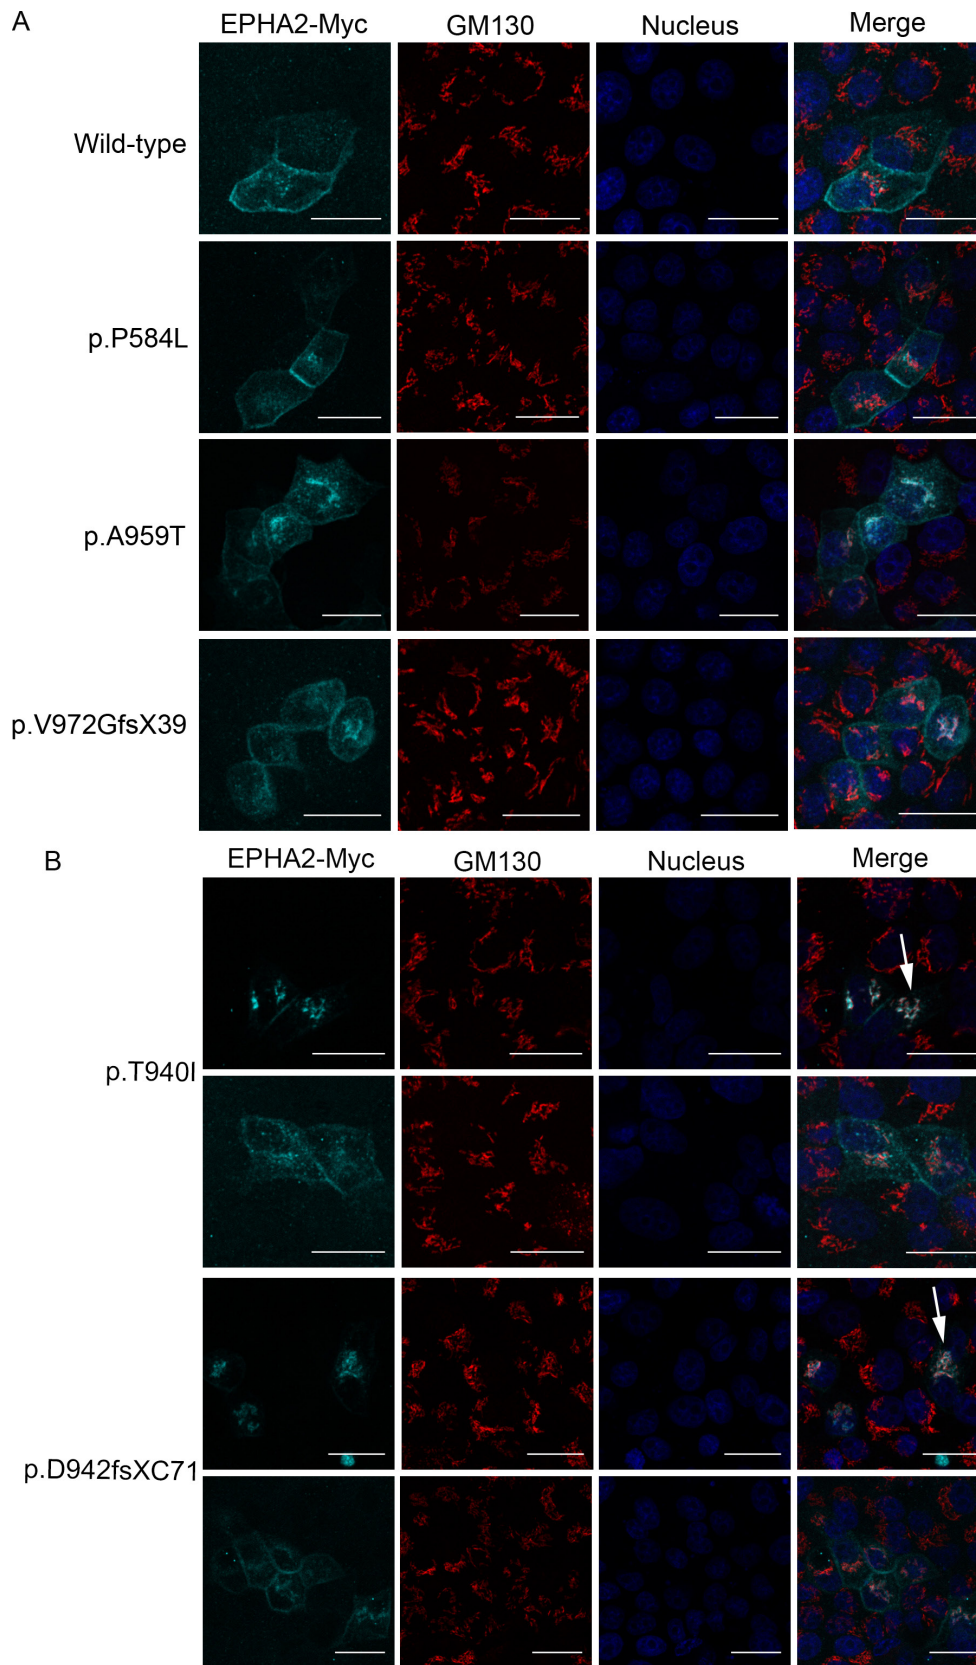 A
EPHA2-Myc GM130 Nucleus Merge
Wild-type
p.P584L
p.A959T
p.V972GfsX39
B
EPHA2-Myc GM130 Nucleus Merge
p.T940I
p.D942fsXC71